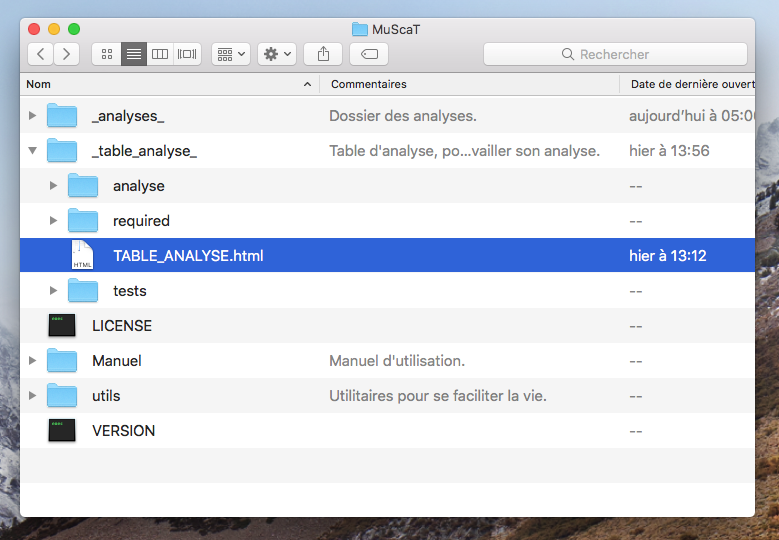 MuScaT
Rechercher
Nom Commentaires Date de dernière ouvert
_analyses_ Dossier des analyses. aujourd'hui à 05:00
_table_analyse_ Table d'analyse, po...vailler son analyse. hier à 13:56
analyse --
required --
HTML TABLE_ANALYSE.html hier à 13:12
tests --
LICENSE --
Manuel Manuel d'utilisation. --
utils Utilitaires pour se faciliter la vie. --
VERSION --